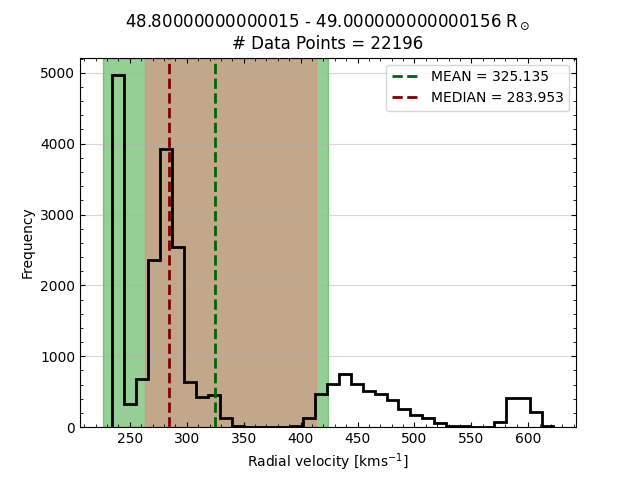 48.80000000000015 - 49.000000000000156 R⊙
# Data Points = 22196
MEAN = 325.135
MEDIAN = 283.953
Frequency
5000
4000
3000
2000
1000
0
250 300 350 400 450 500 550 600
Radial velocity [kms⁻¹]